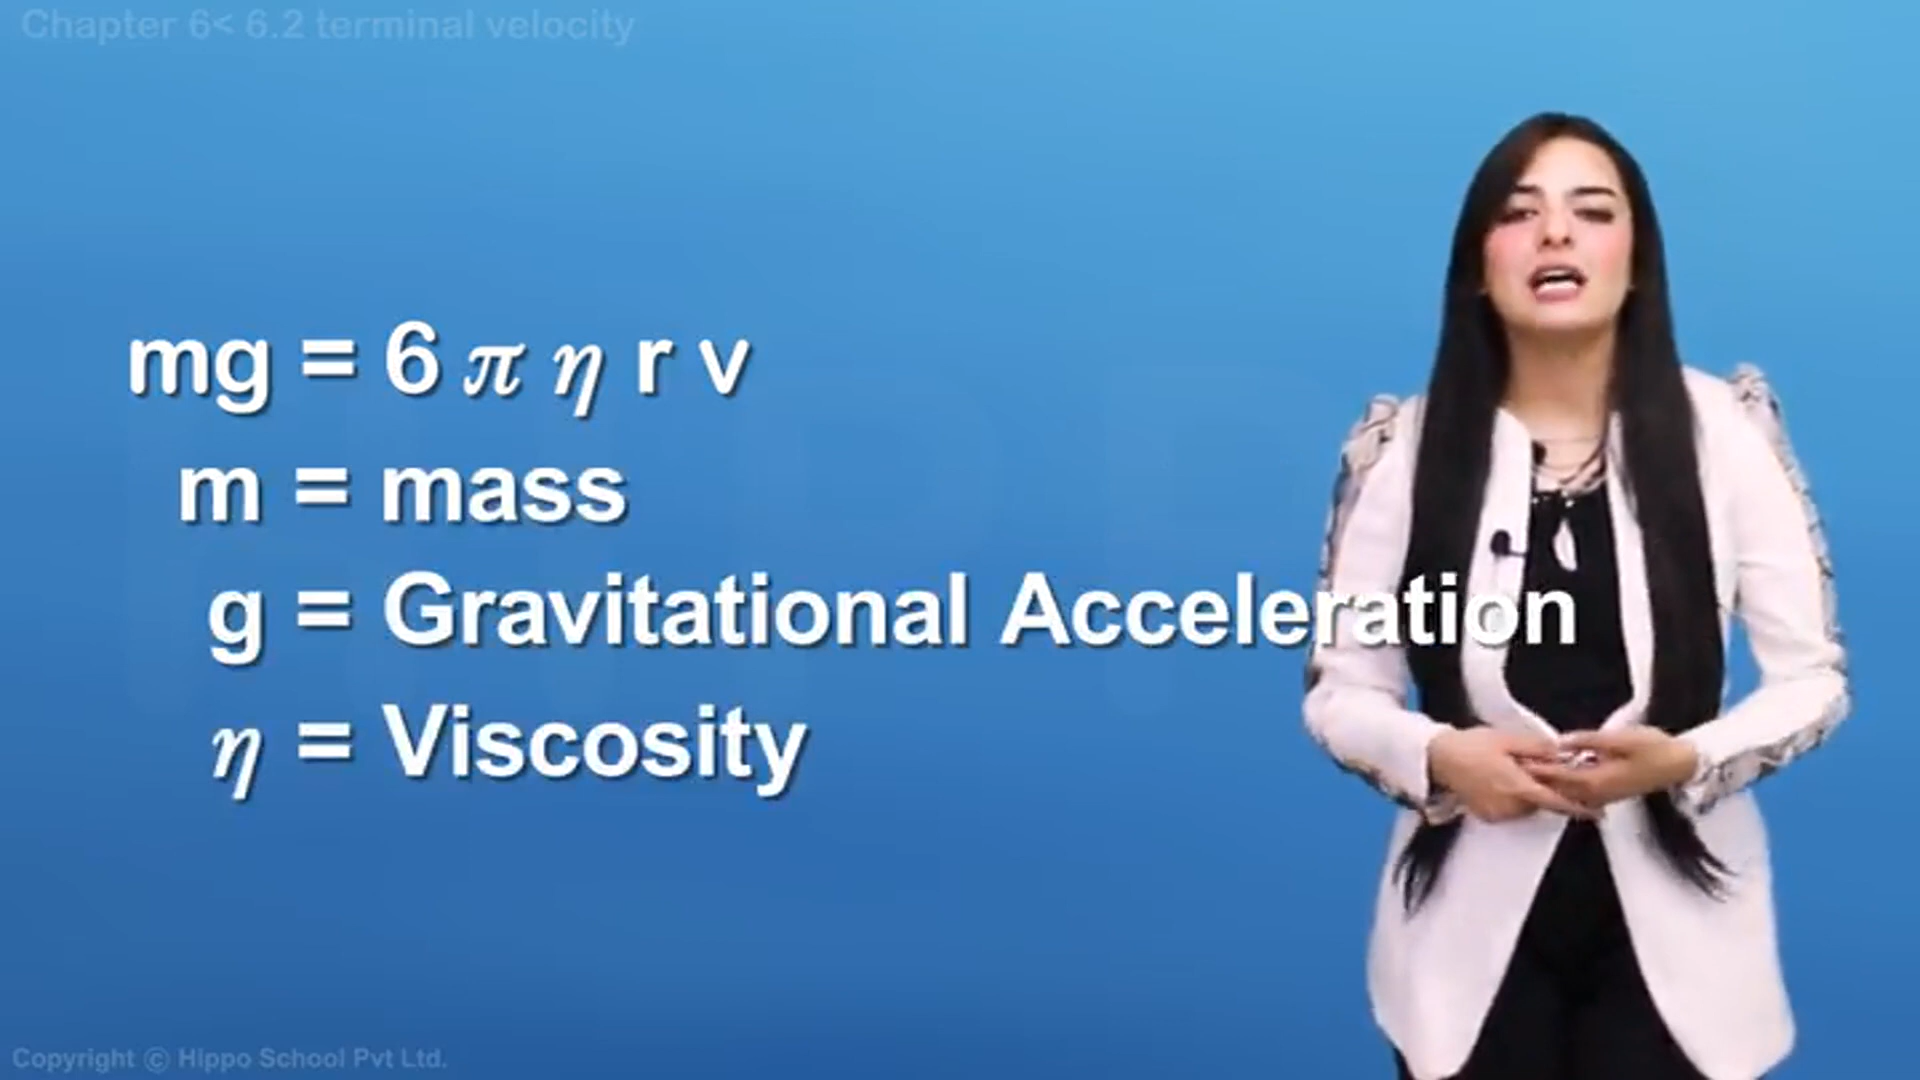 Chapter 6< 6.2 terminal velocity
mg = 6 π η r v
m = mass
g = Gravitational Acceleration
η = Viscosity
Copyright © Hippo School Pvt Ltd.